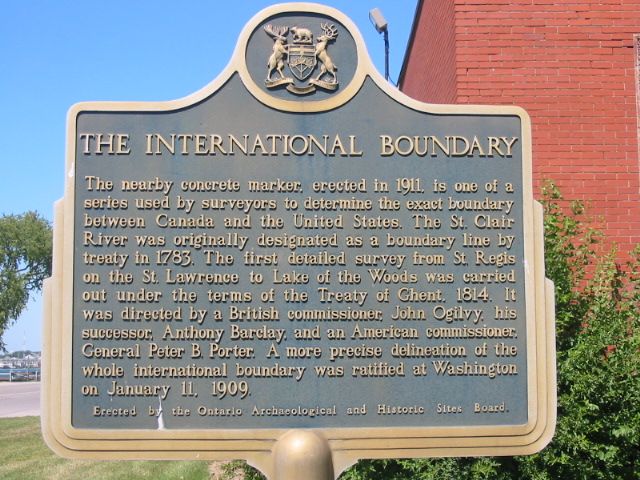 THE INTERNATIONAL BOUNDARY
The nearby concrete marker, erected in 1911, is one of a
series used by surveyors to determine the exact boundary
between Canada and the United States. The St. Clair
River was originally designated as a boundary line by
treaty in 1783. The first detailed survey from St. Regis
on the St. Lawrence to Lake of the Woods was carried
out under the terms of the Treaty of Ghent, 1814. It
was directed by a British commissioner, John Ogilvy, his
successor, Anthony Barclay, and an American commissioner,
General Peter B. Porter. A more precise delineation of the
whole international boundary was ratified at Washington
on January 11, 1909.
Erected by the Ontario Archaeological and Historic Sites Board.